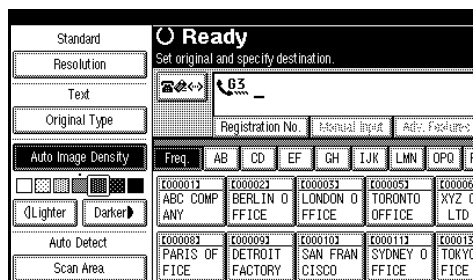 Standard
Resolution
Text
Original Type
Auto Image Density
Lighter
Darker
Auto Detect
Scan Area
Ready
Set original and specify destination.
G3 _
Registration No.
Manual Input
Adv. Features
Freq.
AB
CD
EF
GH
IJK
LMN
OPQ
[00001]
ABC COMP
ANY
[00002]
BERLIN O
FFICE
[00003]
LONDON O
FFICE
[00005]
TORONTO
OFFICE
[00006]
XYZ C
LTD
[00008]
PARIS OF
FICE
[00009]
DETROIT
FACTORY
[00010]
SAN FRAN
CISCO
[00011]
SYDNEY O
FFICE
[00013]
TOKYO
FICE